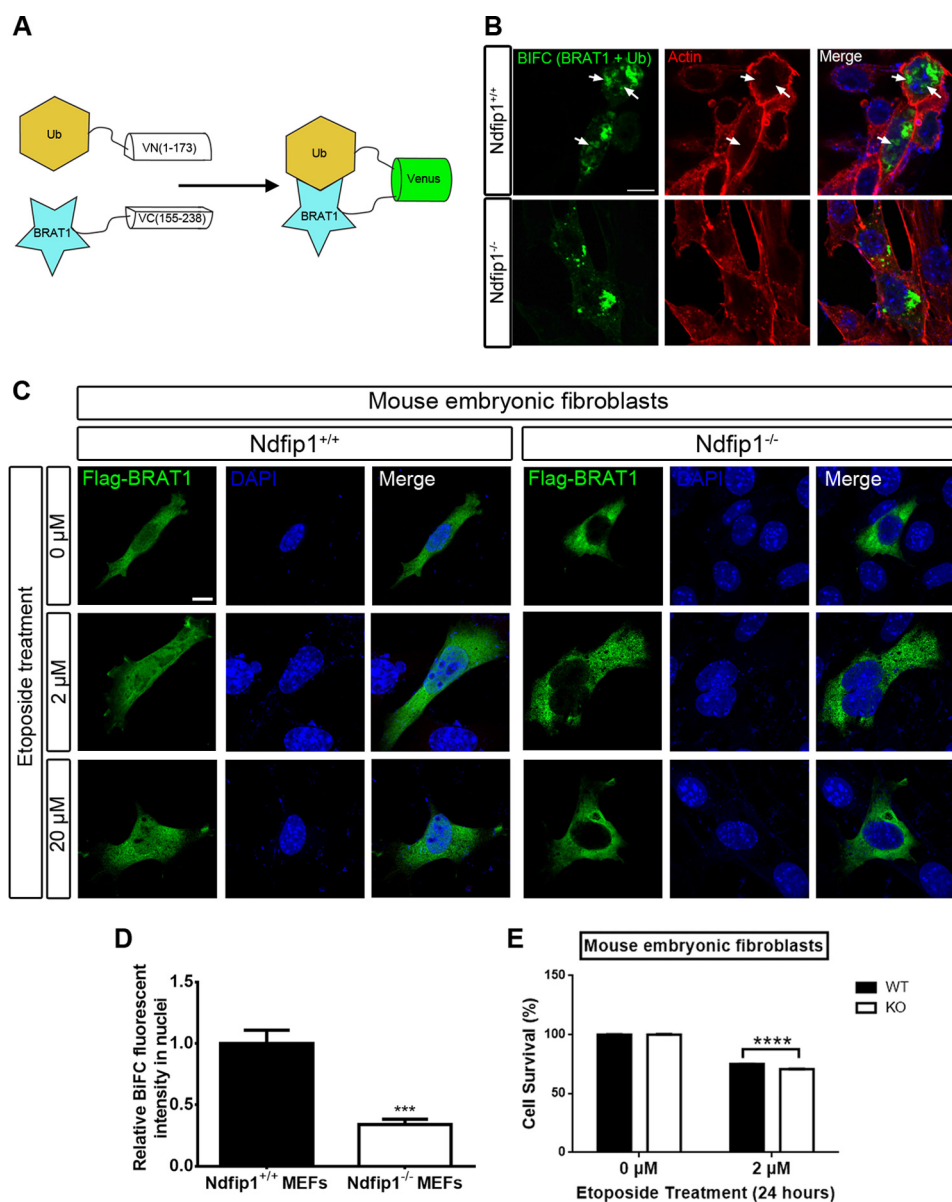 A
Ub
VN(1-173)
BRAT1
VC(155-238)
Ub
BRAT1
Venus
B
BIFC (BRAT1 + Ub)
Actin
Merge
Ndfip1+/+
Ndfip1-/-
C
Mouse embryonic fibroblasts
Ndfip1+/+
Ndfip1-/-
Flag-BRAT1
DAPI
Merge
Flag-BRAT1
DAPI
Merge
Etoposide treatment
0 µM
2 µM
20 µM
D
Relative BiFC fluorescent
intensity in nuclei
1.5
1.0
0.5
0.0
***
Ndfip1+/+ MEFs
Ndfip1-/- MEFs
E
Mouse embryonic fibroblasts
Cell Survival (%)
150
100
50
0
****
WT
KO
0 µM
2 µM
Etoposide Treatment (24 hours)